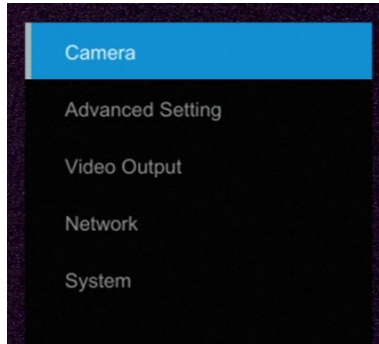 Camera
Advanced Setting
Video Output
Network
System